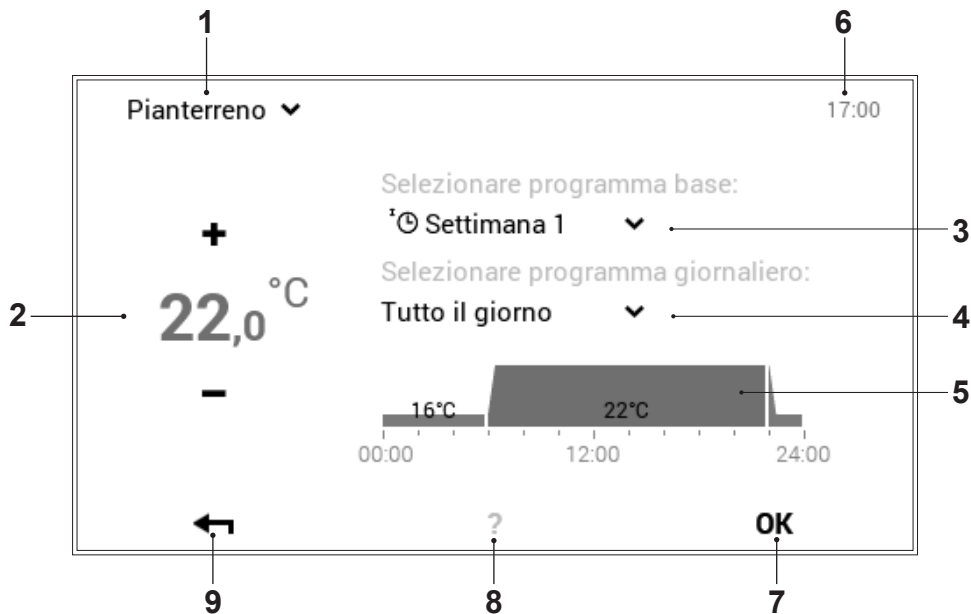 1 6
Pianterreno 17:00
Selezionare programma base:
Settimana 1 3
+
Selezionare programma giornaliero:
2 22,0 °C
Tutto il giorno 4
−
16°C 22°C 5
00:00 12:00 24:00
? OK
9 8 7